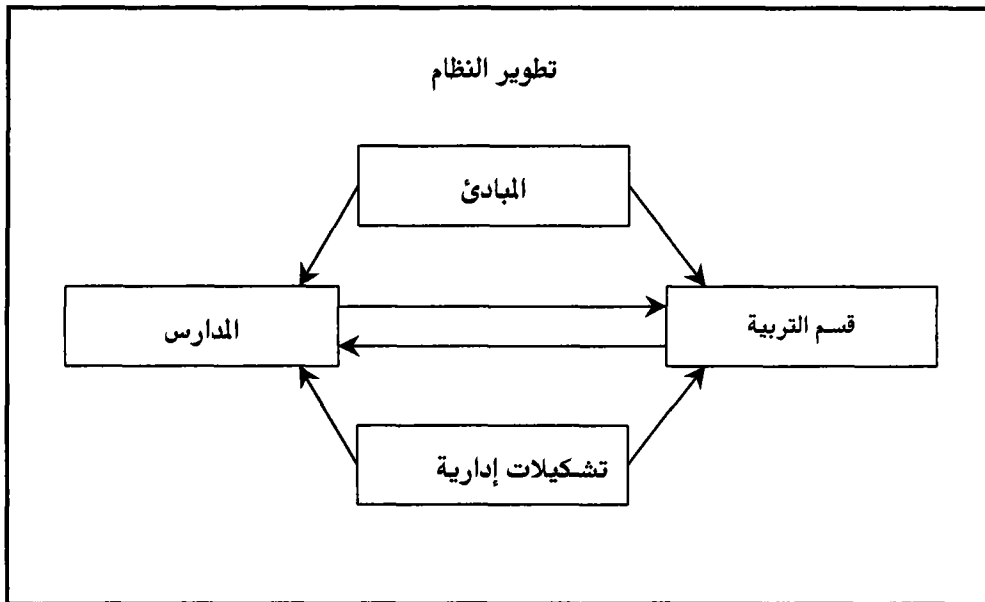 تطوير النظام
المبادئ
قسم التربية
المدارس
تشكيلات إدارية